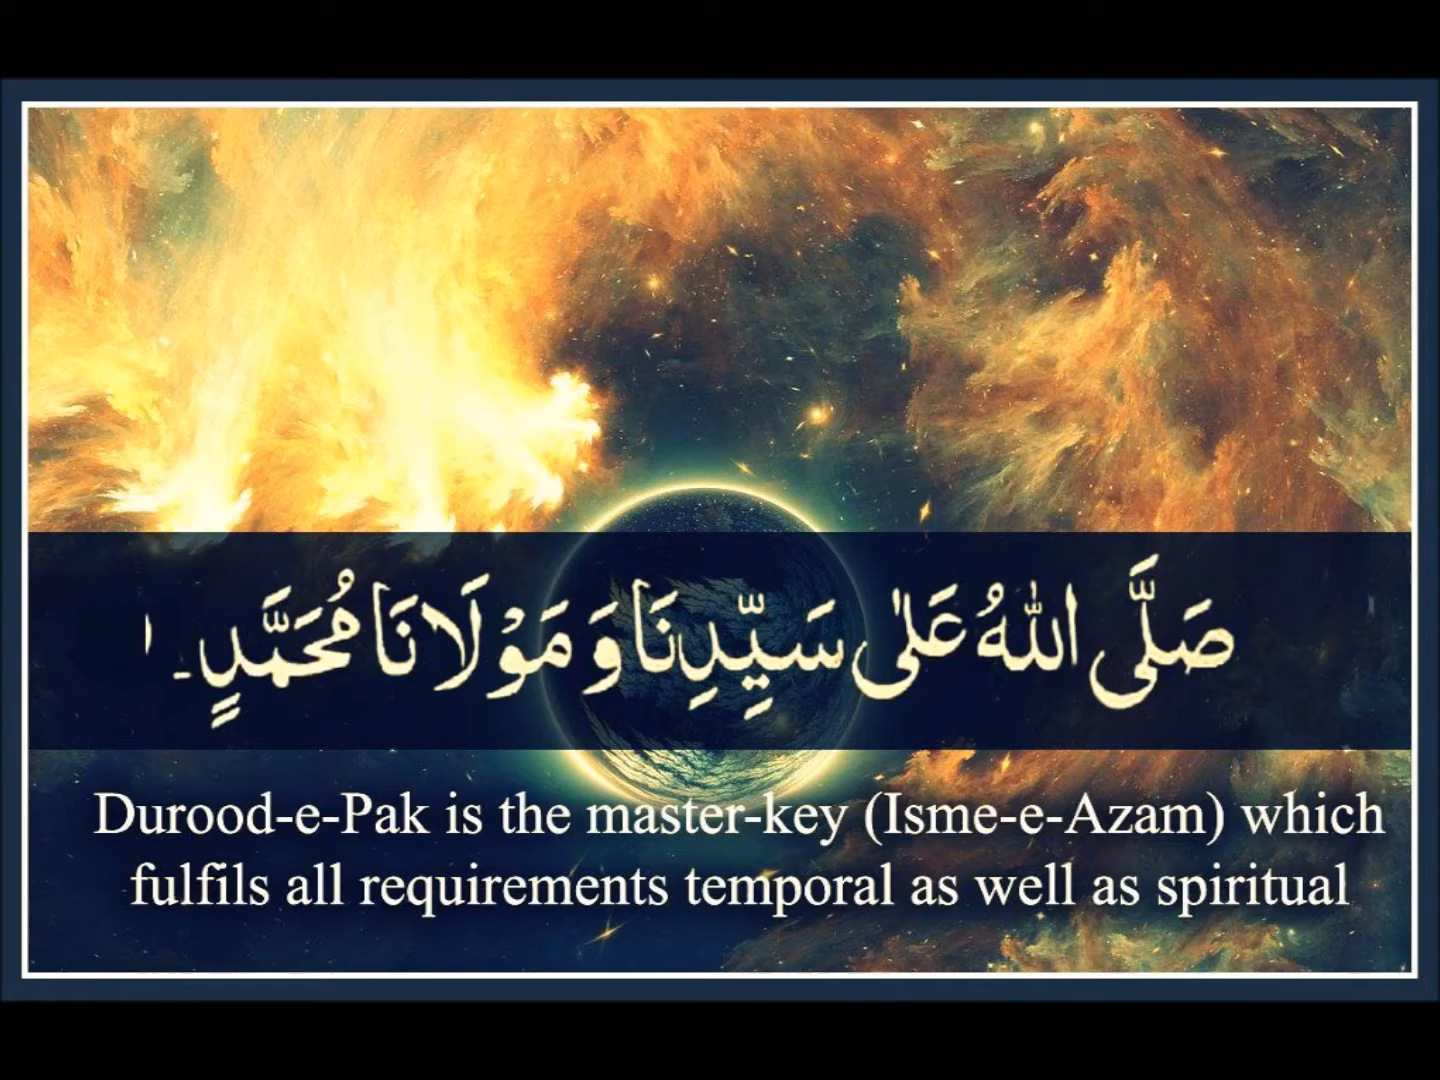 صَلَّى اللّٰهُ عَلٰى سَيِّدِنَا وَ مَوْلَانَا مُحَمَّدٍ۔ ا
Durood-e-Pak is the master-key (Isme-e-Azam) which
fulfils all requirements temporal as well as spiritual